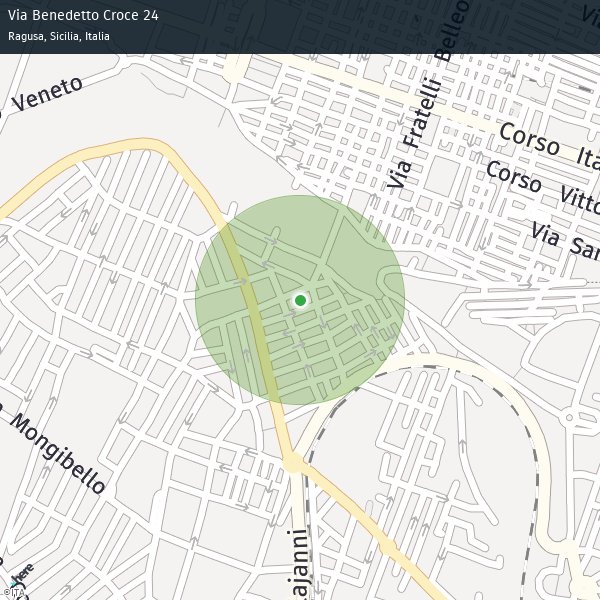 Via Benedetto Croce 24
Ragusa, Sicilia, Italia
Veneto
Via Fratelli Belleo
Corso Ita
Corso Vitto
Via San
Mongibello
ajanni
here
©ITA